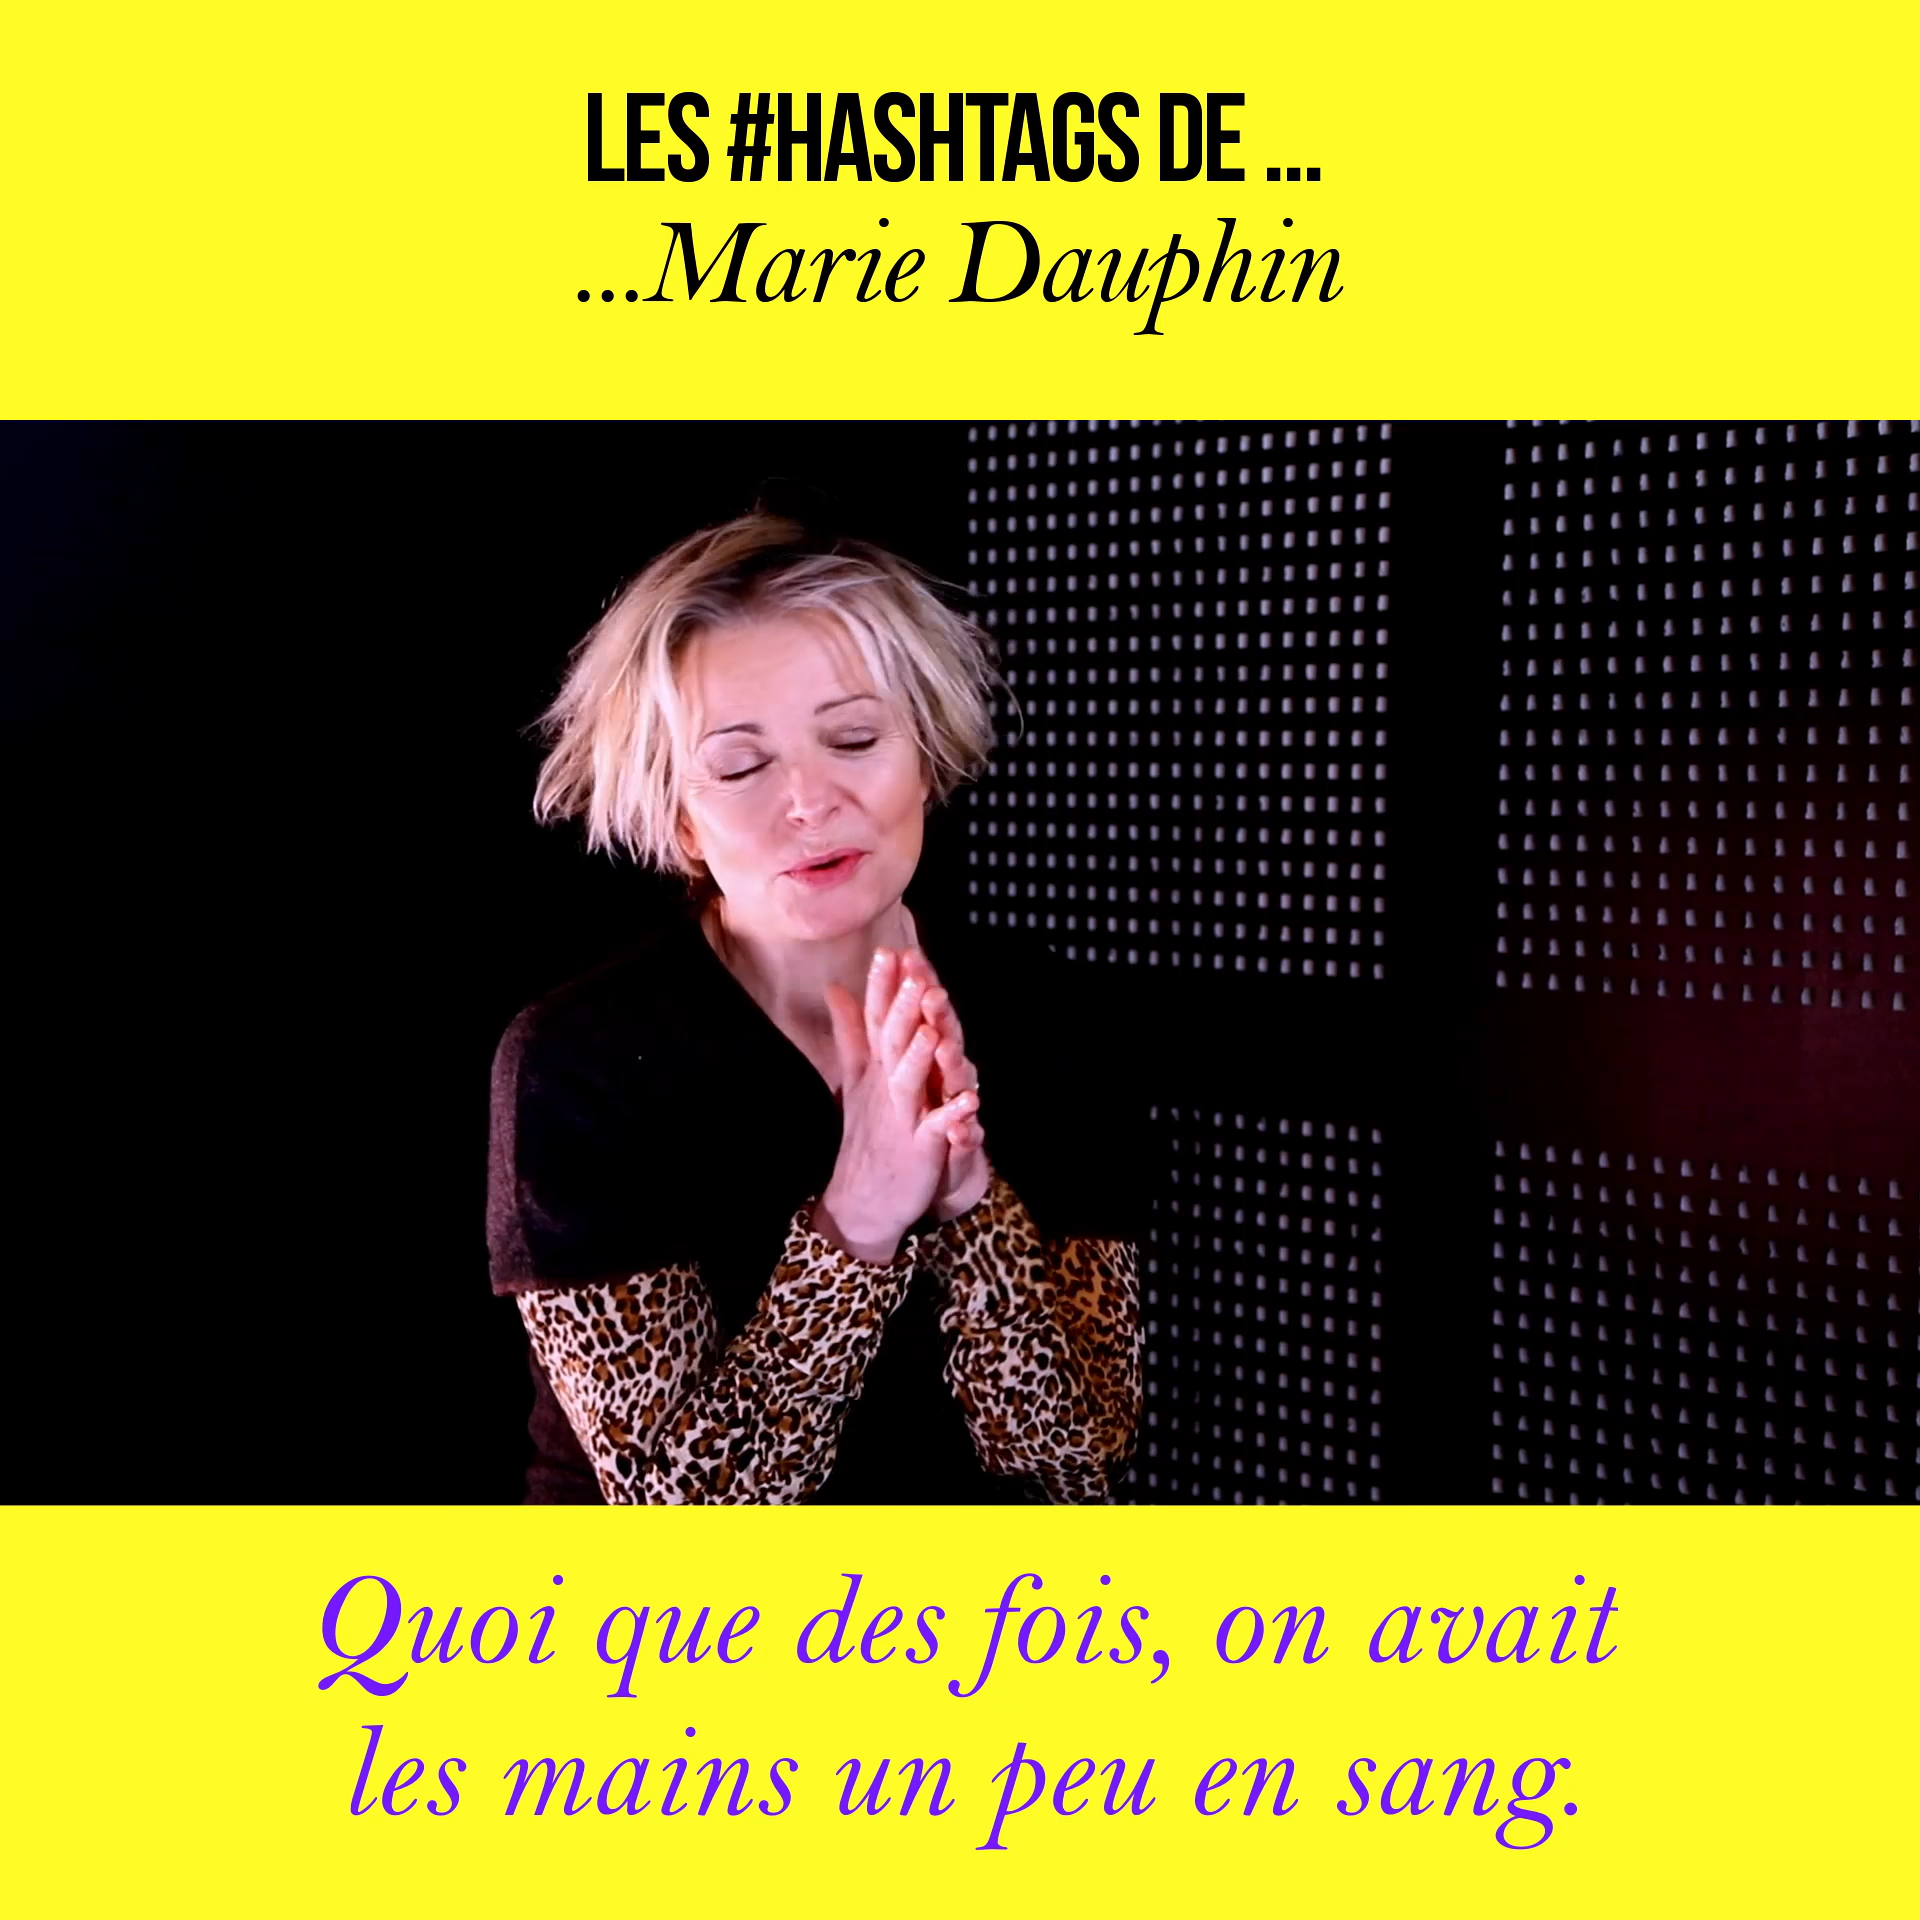 LES #HASHTAGS DE ...
...Marie Dauphin
Quoi que des fois, on avait
les mains un peu en sang.